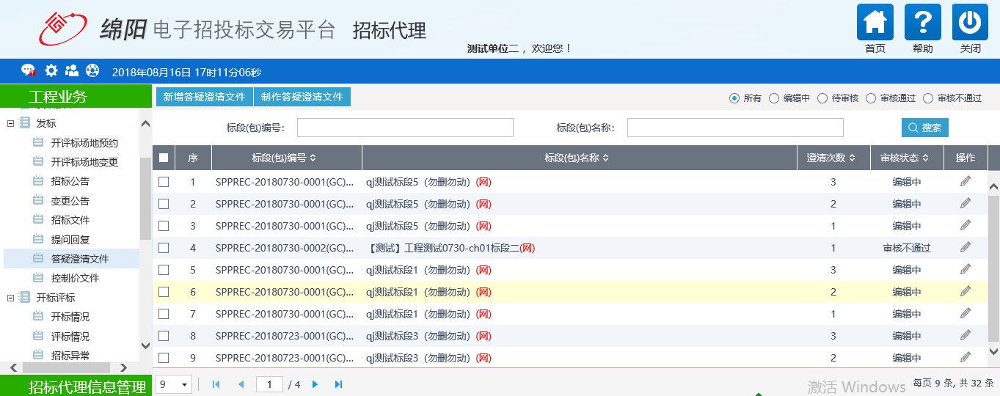 绵阳 电子招投标交易平台 招标代理
测试单位二 ，欢迎您！
首页 帮助 关闭
2018年08月16日 17时11分06秒
工程业务
发标
开评标场地预约
开评标场地变更
招标公告
变更公告
招标文件
提问回复
答疑澄清文件
控制价文件
开标评标
开标情况
评标情况
招标异常
招标代理信息管理
新增答疑澄清文件 制作答疑澄清文件
所有 编辑中 待审核 审核通过 审核不通过
标段(包)编号： 标段(包)名称： 搜索
序 标段(包)编号 标段(包)名称 澄清次数 审核状态 操作
1 SPPREC-20180730-0001(GC)... qj测试标段5（勿删勿动）(网) 3 编辑中
2 SPPREC-20180730-0001(GC)... qj测试标段5（勿删勿动）(网) 2 编辑中
3 SPPREC-20180730-0001(GC)... qj测试标段5（勿删勿动）(网) 1 编辑中
4 SPPREC-20180730-0002(GC)... 【测试】工程测试0730-ch01标段二(网) 1 审核不通过
5 SPPREC-20180730-0001(GC)... qj测试标段1（勿删勿动）(网) 3 编辑中
6 SPPREC-20180730-0001(GC)... qj测试标段1（勿删勿动）(网) 2 编辑中
7 SPPREC-20180730-0001(GC)... qj测试标段1（勿删勿动）(网) 1 编辑中
8 SPPREC-20180723-0001(GC)... qj测试标段3（勿删勿动）(网) 3 编辑中
9 SPPREC-20180723-0001(GC)... qj测试标段3（勿删勿动）(网) 2 编辑中
9 1 / 4 激活 Windows 每页 9 条, 共 32 条